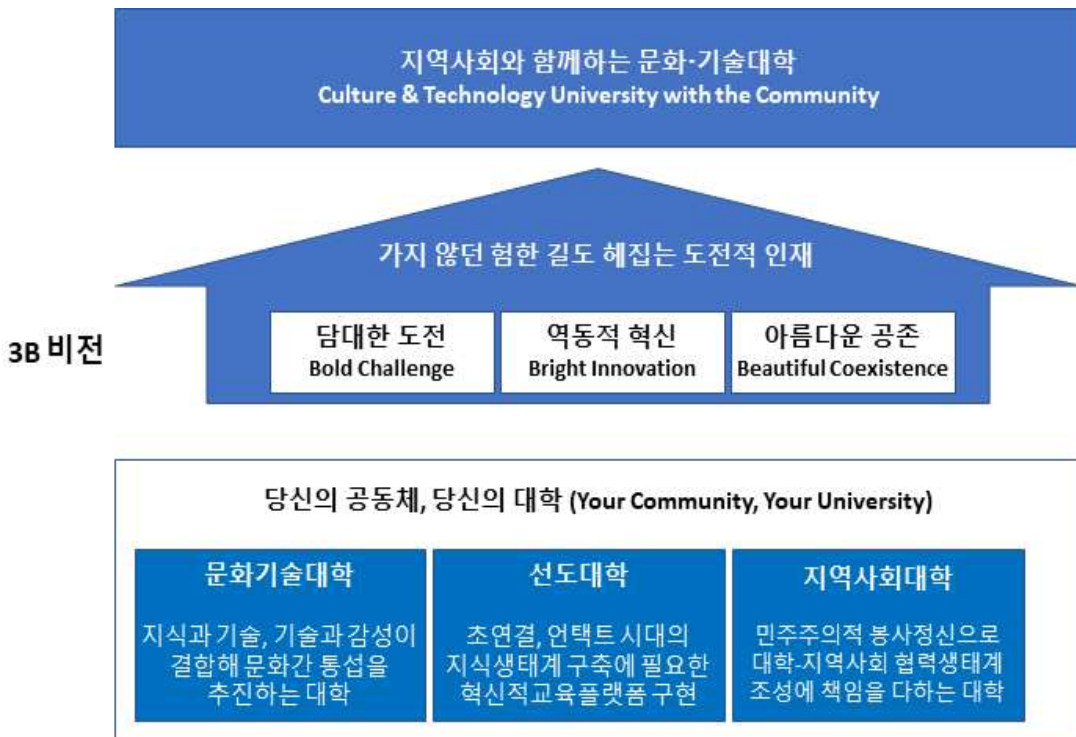 지역사회와 함께하는 문화·기술대학
Culture & Technology University with the Community
가지 않던 험한 길도 헤집는 도전적 인재
3B 비전
담대한 도전
Bold Challenge
역동적 혁신
Bright Innovation
아름다운 공존
Beautiful Coexistence
당신의 공동체, 당신의 대학 (Your Community, Your University)
문화기술대학
지식과 기술, 기술과 감성이
결합해 문화간 통섭을
추진하는 대학
선도대학
초연결, 언택트 시대의
지식생태계 구축에 필요한
혁신적교육플랫폼 구현
지역사회대학
민주주의적 봉사정신으로
대학-지역사회 협력생태계
조성에 책임을 다하는 대학